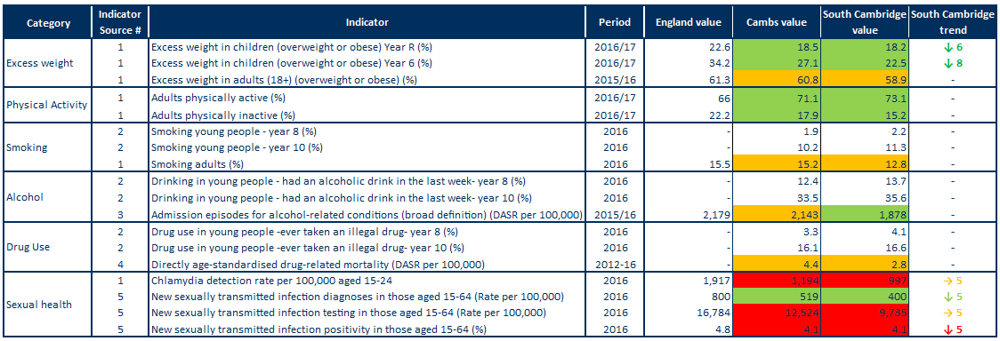 Category | Indicator Source # | Indicator | Period | England value | Cambs value | South Cambridge value | South Cambridge trend
Excess weight | 1 | Excess weight in children (overweight or obese) Year R (%) | 2016/17 | 22.6 | 18.5 | 18.2 | ↓ 6
1 | Excess weight in children (overweight or obese) Year 6 (%) | 2016/17 | 34.2 | 27.1 | 22.5 | ↓ 8
1 | Excess weight in adults (18+) (overweight or obese) (%) | 2015/16 | 61.3 | 60.8 | 58.9 | -
Physical Activity | 1 | Adults physically active (%) | 2016/17 | 66 | 71.1 | 73.1 | -
1 | Adults physically inactive (%) | 2016/17 | 22.2 | 17.9 | 15.2 | -
Smoking | 2 | Smoking young people - year 8 (%) | 2016 | - | 1.9 | 2.2 | -
2 | Smoking young people - year 10 (%) | 2016 | - | 10.2 | 11.3 | -
1 | Smoking adults (%) | 2016 | 15.5 | 15.2 | 12.8 | -
Alcohol | 2 | Drinking in young people - had an alcoholic drink in the last week- year 8 (%) | 2016 | - | 12.4 | 13.7 | -
2 | Drinking in young people - had an alcoholic drink in the last week- year 10 (%) | 2016 | - | 33.5 | 35.6 | -
3 | Admission episodes for alcohol-related conditions (broad definition) (DASR per 100,000) | 2015/16 | 2,179 | 2,143 | 1,878 | -
Drug Use | 2 | Drug use in young people -ever taken an illegal drug- year 8 (%) | 2016 | - | 3.3 | 4.1 | -
2 | Drug use in young people -ever taken an illegal drug- year 10 (%) | 2016 | - | 16.1 | 16.6 | -
4 | Directly age-standardised drug-related mortality (DASR per 100,000) | 2012-16 | - | 4.4 | 2.8 | -
Sexual health | 1 | Chlamydia detection rate per 100,000 aged 15-24 | 2016 | 1,917 | 1,194 | 997 | → 5
5 | New sexually transmitted infection diagnoses in those aged 15-64 (Rate per 100,000) | 2016 | 800 | 519 | 400 | ↓ 5
5 | New sexually transmitted infection testing in those aged 15-64 (Rate per 100,000) | 2016 | 16,784 | 12,524 | 9,735 | → 5
5 | New sexually transmitted infection positivity in those aged 15-64 (%) | 2016 | 4.8 | 4.1 | 4.1 | ↓ 5